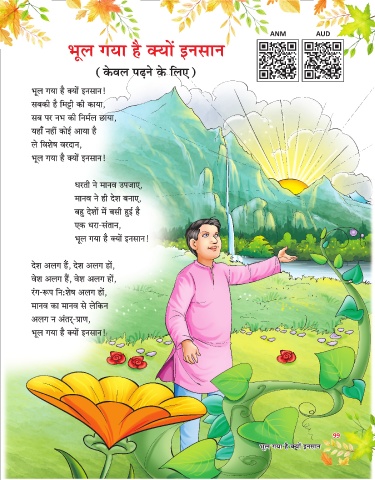 ANM AUD
भूल गया है क्यों इनसान
( केवल पढ़ने के लिए )
भूल गया है क्यों इनसान!
सबकी है मिट्टी की काया,
सब पर नभ की निर्मल छाया,
यहाँ नहीं कोई आया है
ले विशेष वरदान,
भूल गया है क्यों इनसान!
धरती ने मानव उपजाए,
मानव ने ही देश बनाए,
बहु देशों में बसी हुई है
एक धरा-संतान,
भूल गया है क्यों इनसान!
देश अलग हैं, देश अलग हों,
वेश अलग हैं, वेश अलग हों,
रंग-रूप नि:शेष अलग हों,
मानव का मानव से लेकिन
अलग न अंतर्-प्राण,
भूल गया है क्यों इनसान!
99
भूल गया है क्यों इनसान